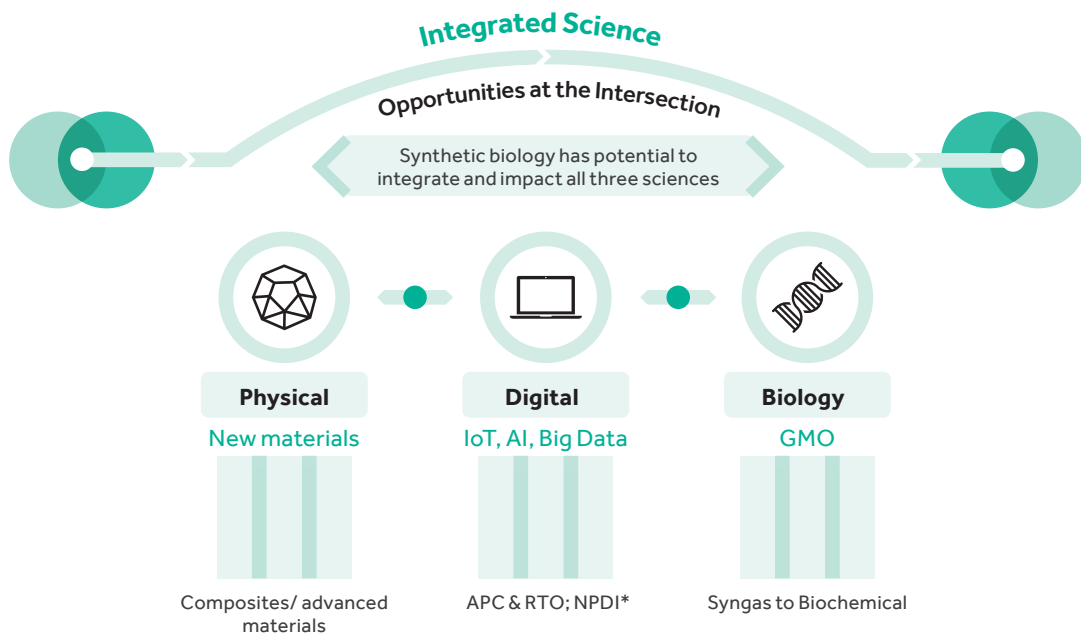 Integrated Science
Opportunities at the Intersection
Synthetic biology has potential to
integrate and impact all three sciences
Physical
Digital
Biology
New materials
IoT, AI, Big Data
GMO
Composites/ advanced
materials
APC & RTO; NPDI*
Syngas to Biochemical